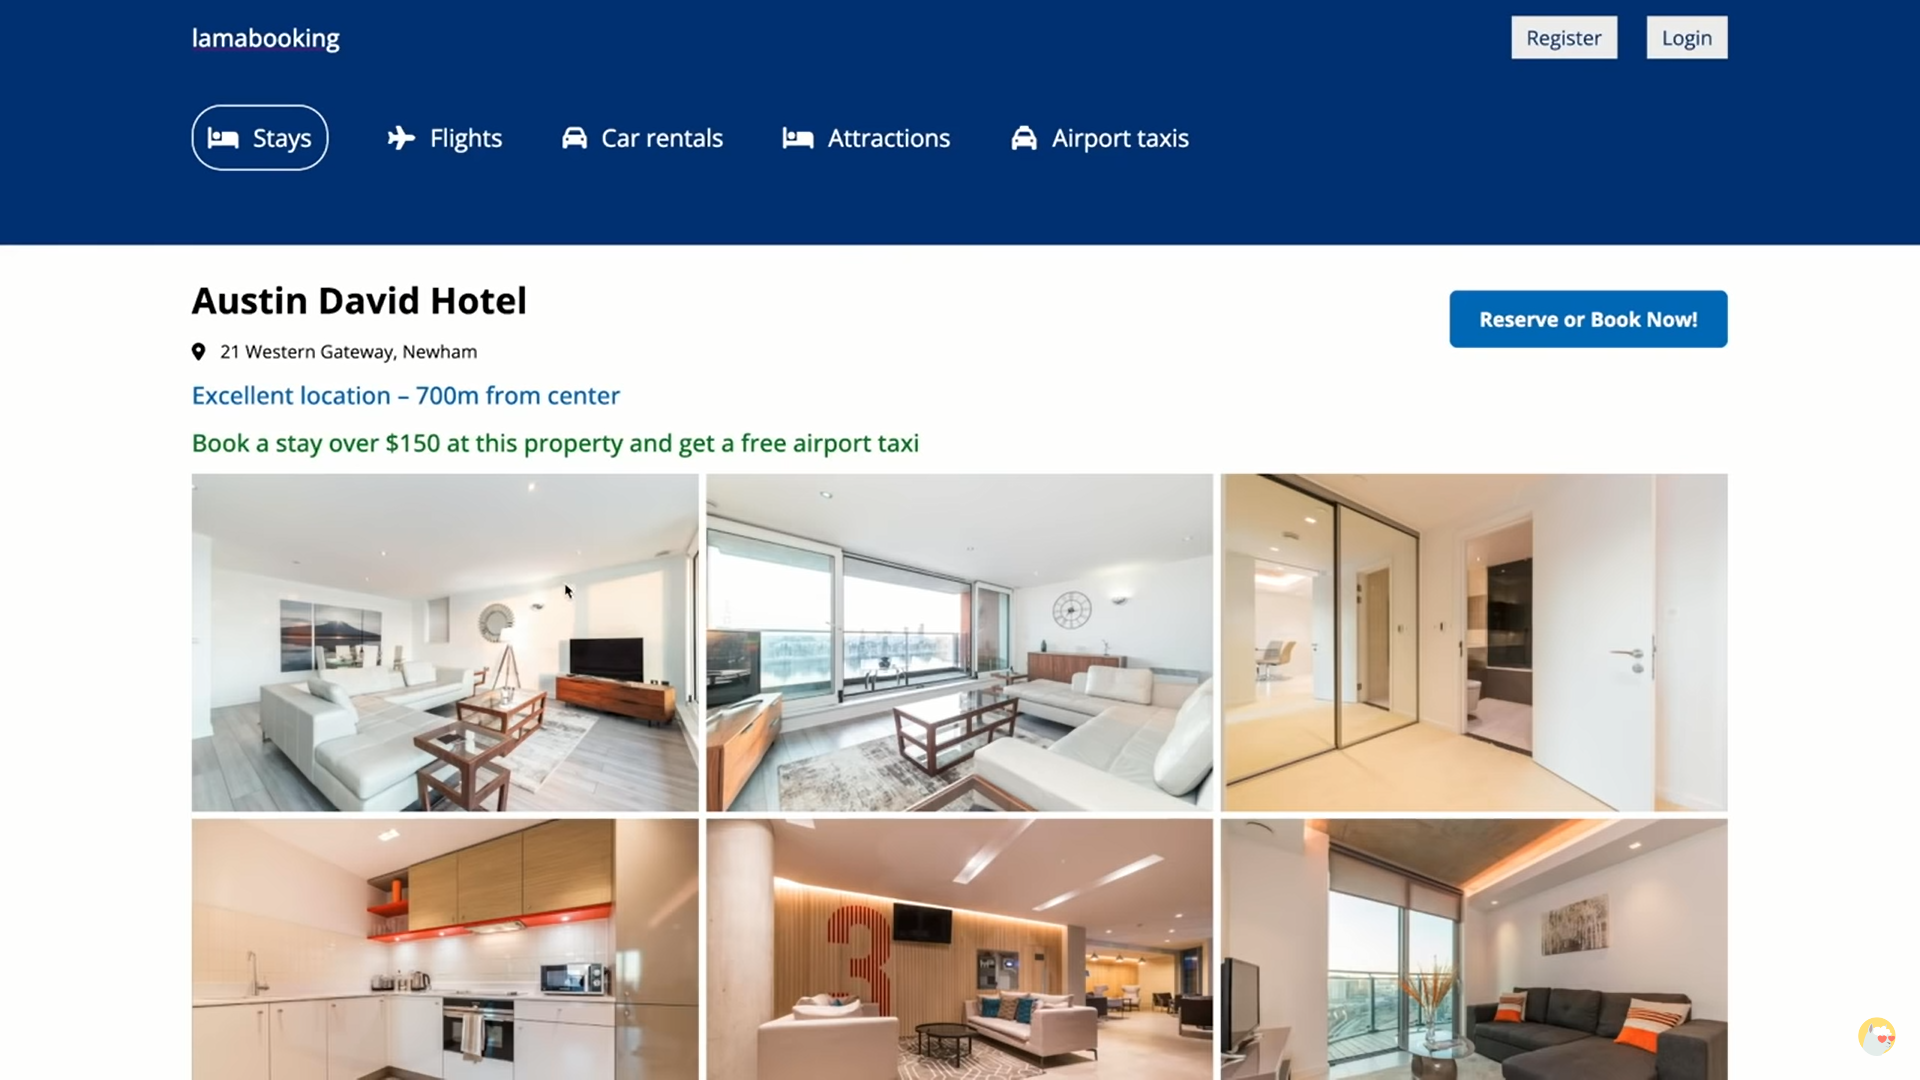 lamabooking
Register
Login
Stays
Flights
Car rentals
Attractions
Airport taxis
Austin David Hotel
Reserve or Book Now!
21 Western Gateway, Newham
Excellent location – 700m from center
Book a stay over $150 at this property and get a free airport taxi
3